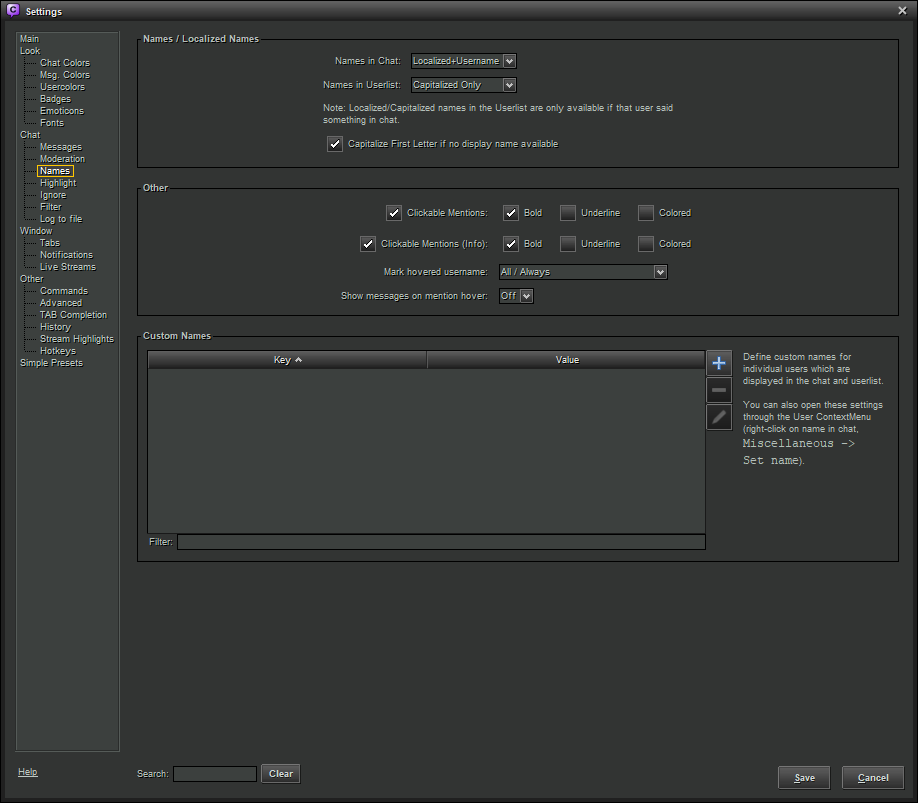 Settings
Main
Look
Chat Colors
Msg. Colors
Usercolors
Badges
Emoticons
Fonts
Chat
Messages
Moderation
Names
Highlight
Ignore
Filter
Log to file
Window
Tabs
Notifications
Live Streams
Other
Commands
Advanced
TAB Completion
History
Stream Highlights
Hotkeys
Simple Presets
Help
Names / Localized Names
Names in Chat: Localized+Username
Names in Userlist: Capitalized Only
Note: Localized/Capitalized names in the Userlist are only available if that user said
something in chat.
Capitalize First Letter if no display name available
Other
Clickable Mentions: Bold Underline Colored
Clickable Mentions (Info): Bold Underline Colored
Mark hovered username: All / Always
Show messages on mention hover: Off
Custom Names
Key Value
Filter:
Define custom names for
individual users which are
displayed in the chat and userlist.
You can also open these settings
through the User ContextMenu
(right-click on name in chat,
Miscellaneous ->
Set name).
Search: Clear
Save Cancel